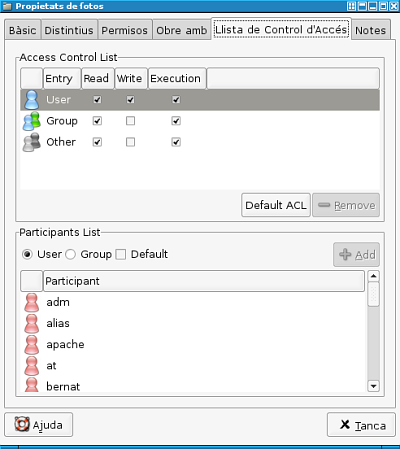 Propietats de fotos
Bàsic Distintius Permisos Obre amb Llista de Control d'Accés Notes
Access Control List
Entry Read Write Execution
User
Group
Other
Default ACL Remove
Participants List
User Group Default Add
Participant
adm
alias
apache
at
bernat
Ajuda Tanca